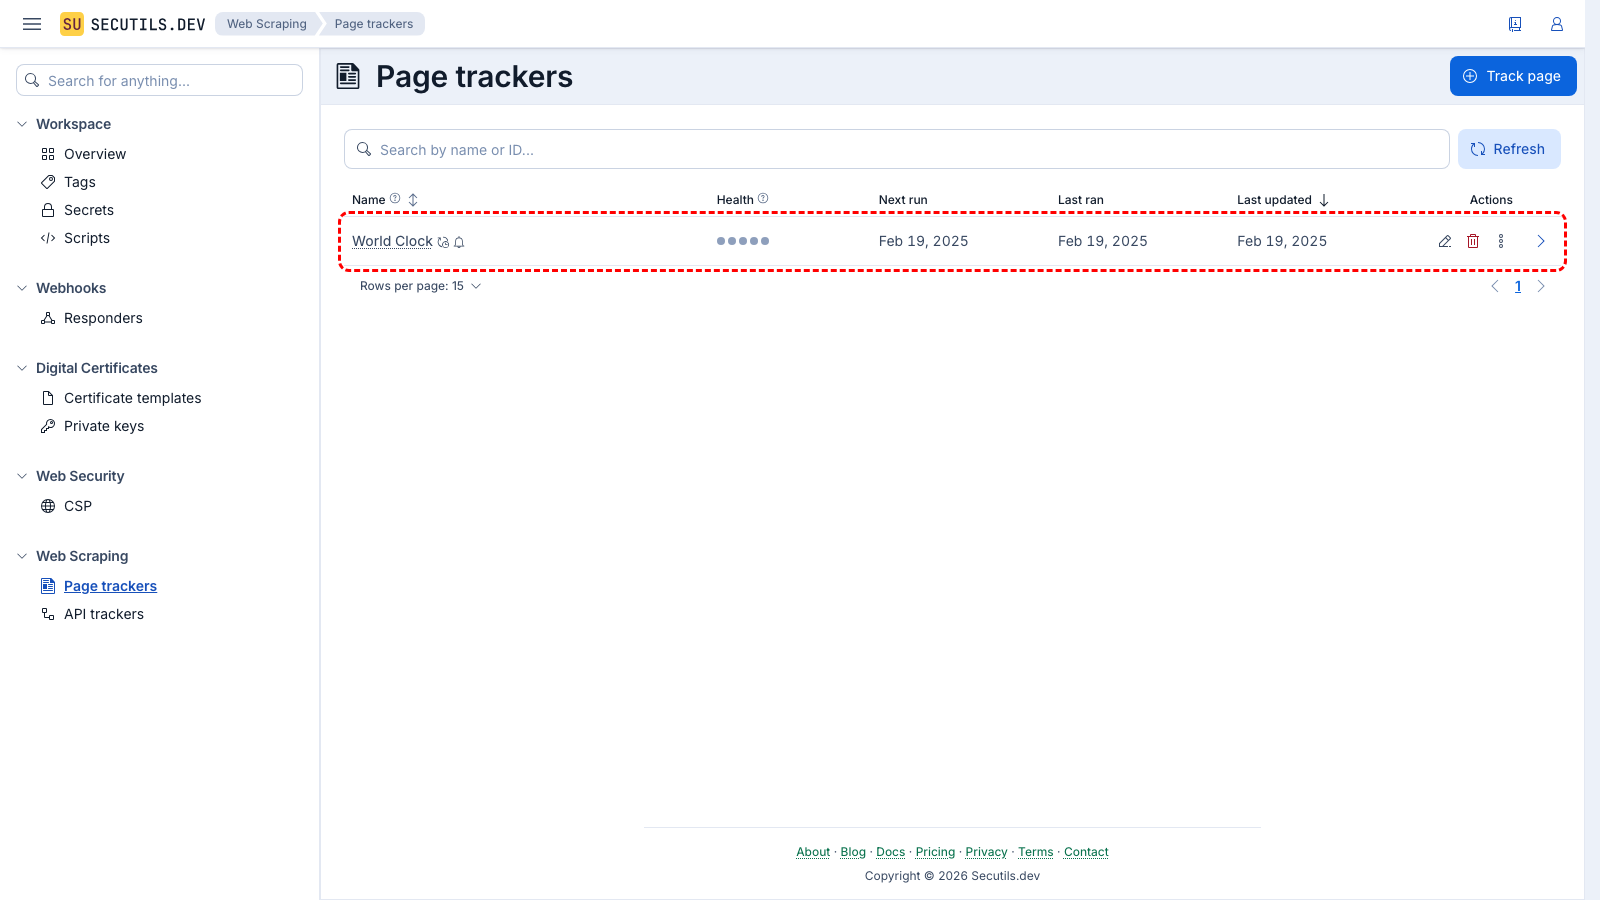 SU SECUTILS.DEV Web Scraping Page trackers
Search for anything...
Workspace
Overview
Tags
Secrets
Scripts
Webhooks
Responders
Digital Certificates
Certificate templates
Private keys
Web Security
CSP
Web Scraping
Page trackers
API trackers
Page trackers
Track page
Search by name or ID...
Refresh
Name Health Next run Last ran Last updated Actions
World Clock Feb 19, 2025 Feb 19, 2025 Feb 19, 2025
Rows per page: 15
1
About · Blog · Docs · Pricing · Privacy · Terms · Contact
Copyright © 2026 Secutils.dev